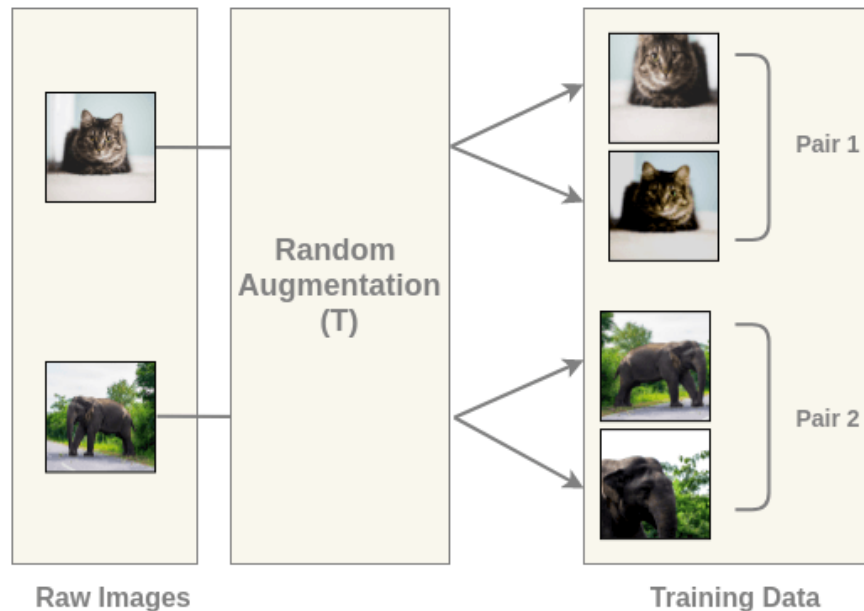 Random
Augmentation
(T)
Pair 1
Pair 2
Raw Images
Training Data